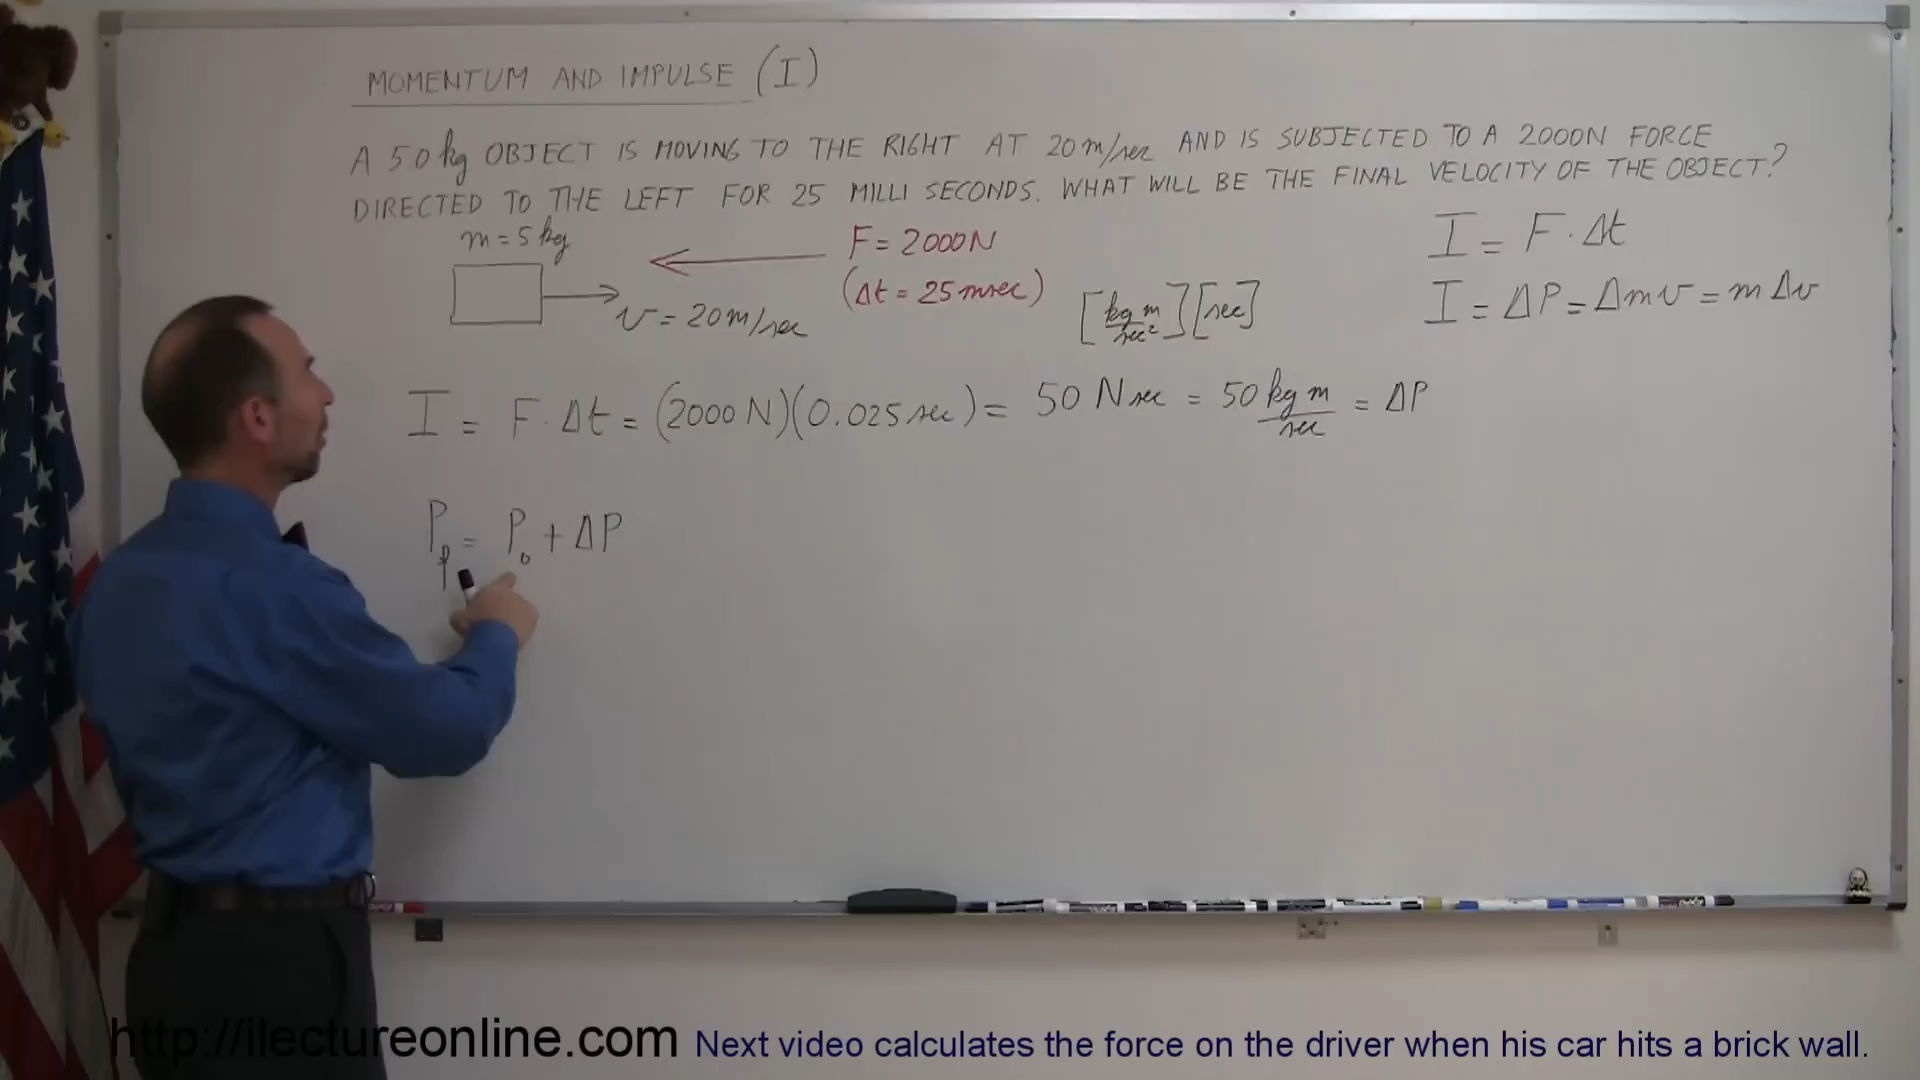 MOMENTUM AND IMPULSE (I)
A 50 kg OBJECT IS MOVING TO THE RIGHT AT 20 m/sec AND IS SUBJECTED TO A 2000N FORCE
DIRECTED TO THE LEFT FOR 25 MILLI SECONDS. WHAT WILL BE THE FINAL VELOCITY OF THE OBJECT?
m = 5 kg
F = 2000N
(Δt = 25 msec)
v = 20 m/sec
[kg m/sec²][sec]
I = F · Δt
I = ΔP = Δmv = mΔv
I = F · Δt = (2000 N)(0.025 sec) = 50 N sec = 50 kg m/sec = ΔP
P_f = P_0 + ΔP
http://ilectureonline.com Next video calculates the force on the driver when his car hits a brick wall.